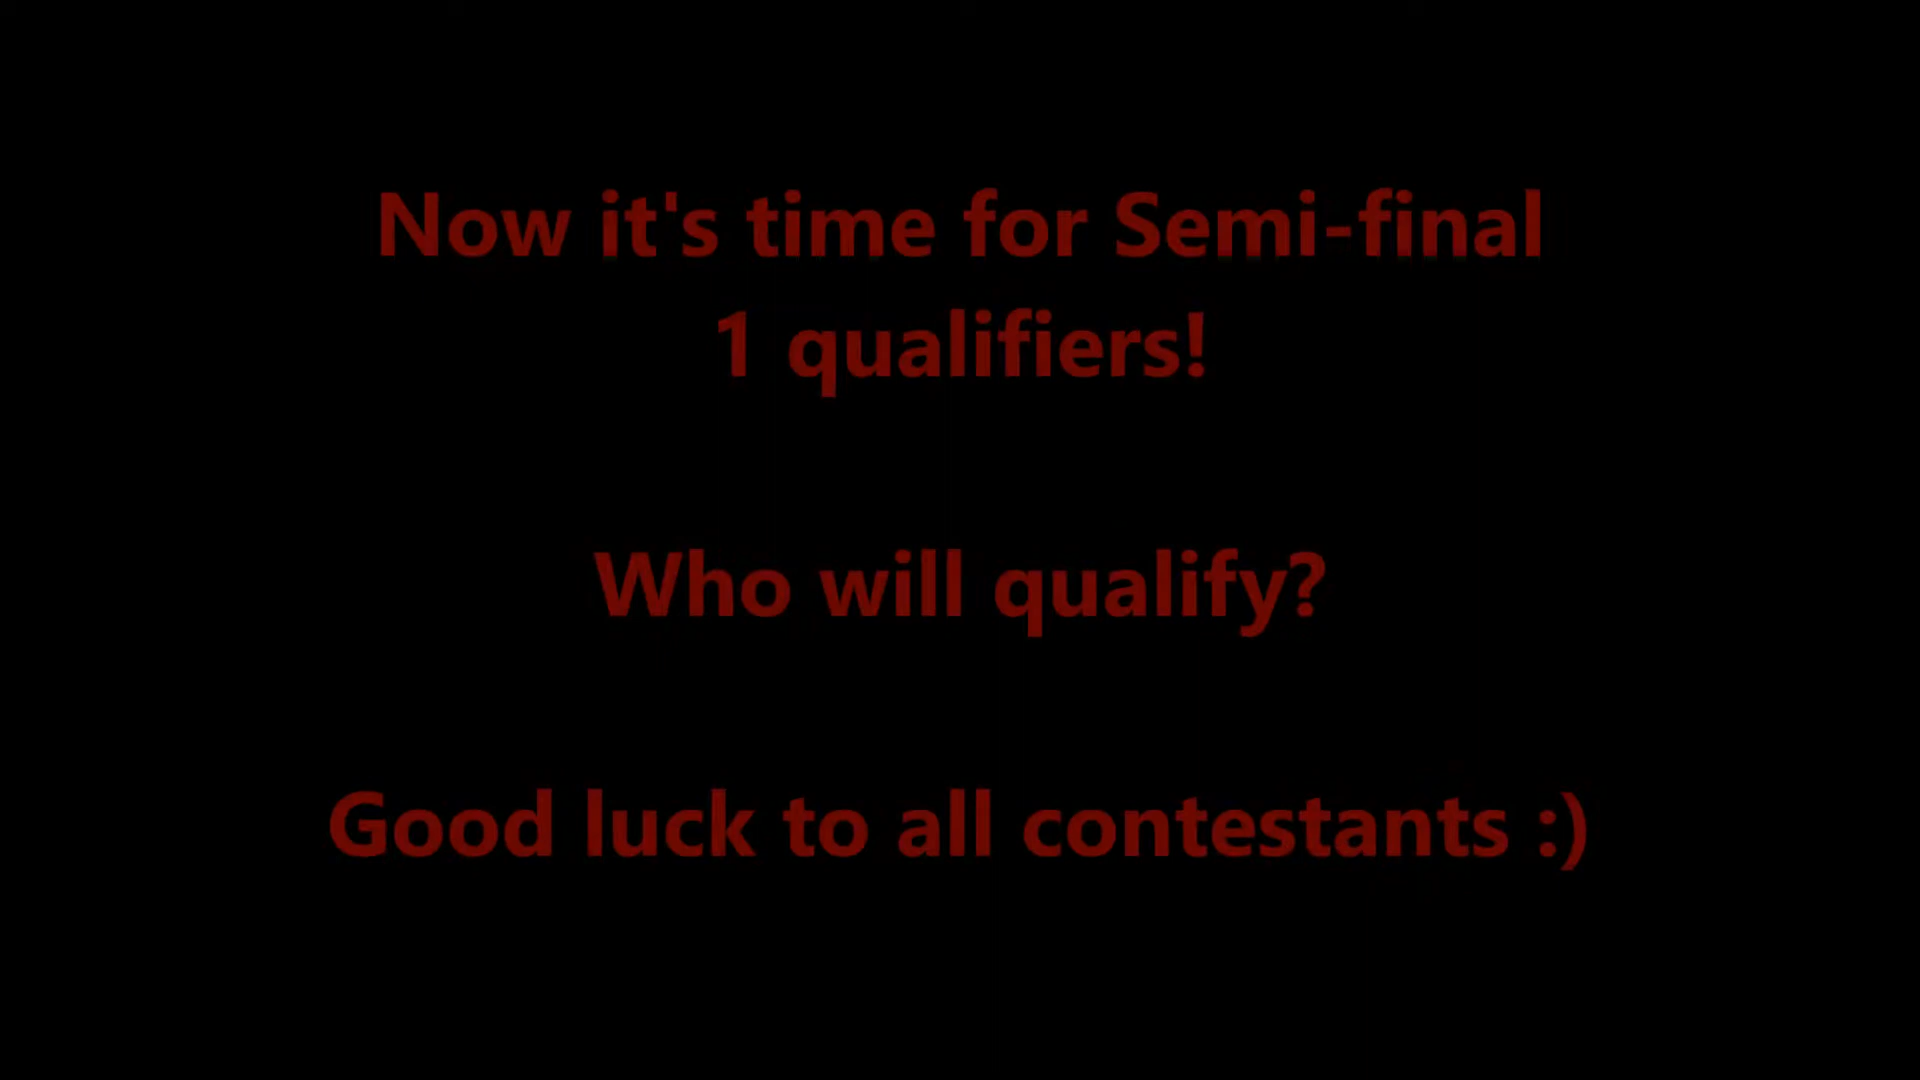 Now it's time for Semi-final
1 qualifiers!
Who will qualify?
Good luck to all contestants :)